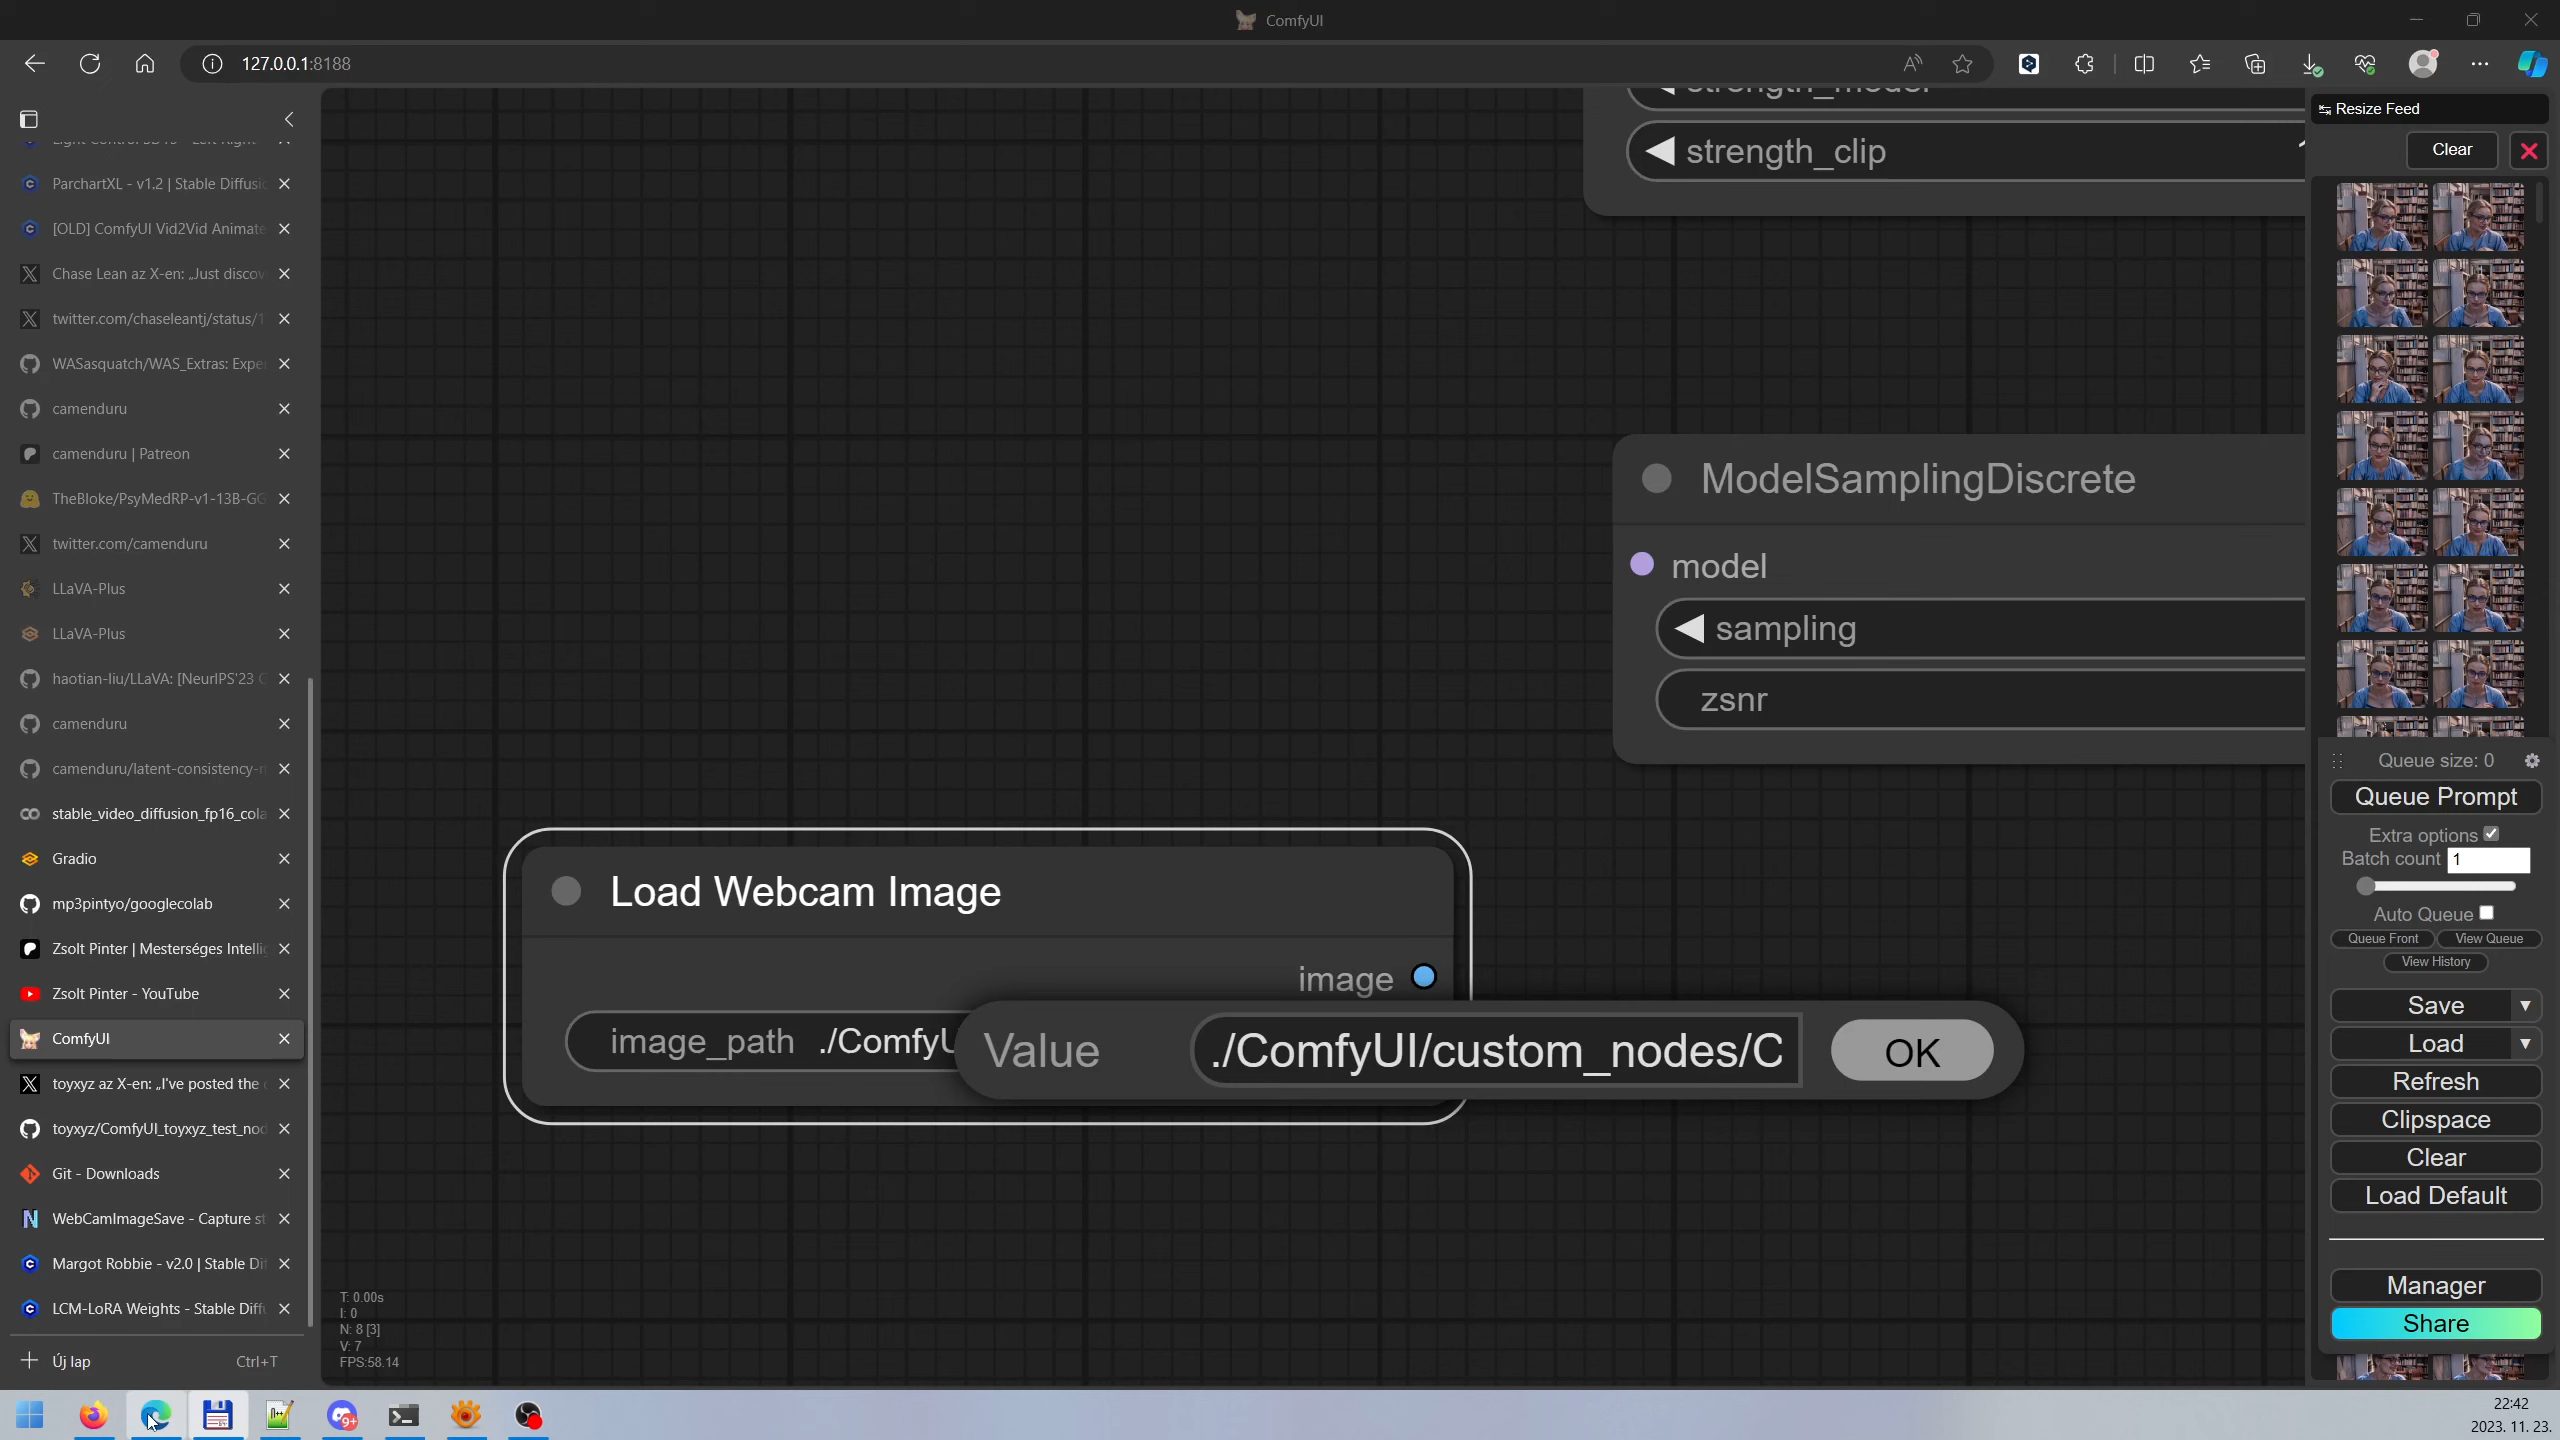 ComfyUI
127.0.0.1:8188
ParchartXL - v1.2 | Stable Diffusi
[OLD] ComfyUI Vid2Vid Animate
Chase Lean az X-en: „Just discov
twitter.com/chaseleantj/status/1
WASasquatch/WAS_Extras: Expe
camenduru
camenduru | Patreon
TheBloke/PsyMedRP-v1-13B-GG
twitter.com/camenduru
LLaVA-Plus
LLaVA-Plus
haotian-liu/LLaVA: [NeurIPS'23 O
camenduru
camenduru/latent-consistency-m
stable_video_diffusion_fp16_cola
Gradio
mp3pintyo/googlecolab
Zsolt Pinter | Mesterséges Intelli
Zsolt Pinter - YouTube
ComfyUI
toyxyz az X-en: „I've posted the c
toyxyz/ComfyUI_toyxyz_test_nod
Git - Downloads
WebCamImageSave - Capture st
Margot Robbie - v2.0 | Stable Dif
LCM-LoRA Weights - Stable Diffu
Új lap Ctrl+T
strength_model
strength_clip
ModelSamplingDiscrete
model
sampling
zsnr
Load Webcam Image
image
image_path ./ComfyU
Value ./ComfyUI/custom_nodes/C OK
T: 0.00s
I: 0
N: 8 [3]
V: 7
FPS:58.14
Resize Feed
Clear
Queue size: 0
Queue Prompt
Extra options
Batch count 1
Auto Queue
Queue Front View Queue
View History
Save
Load
Refresh
Clipspace
Clear
Load Default
Manager
Share
9+
22:42
2023. 11. 23.